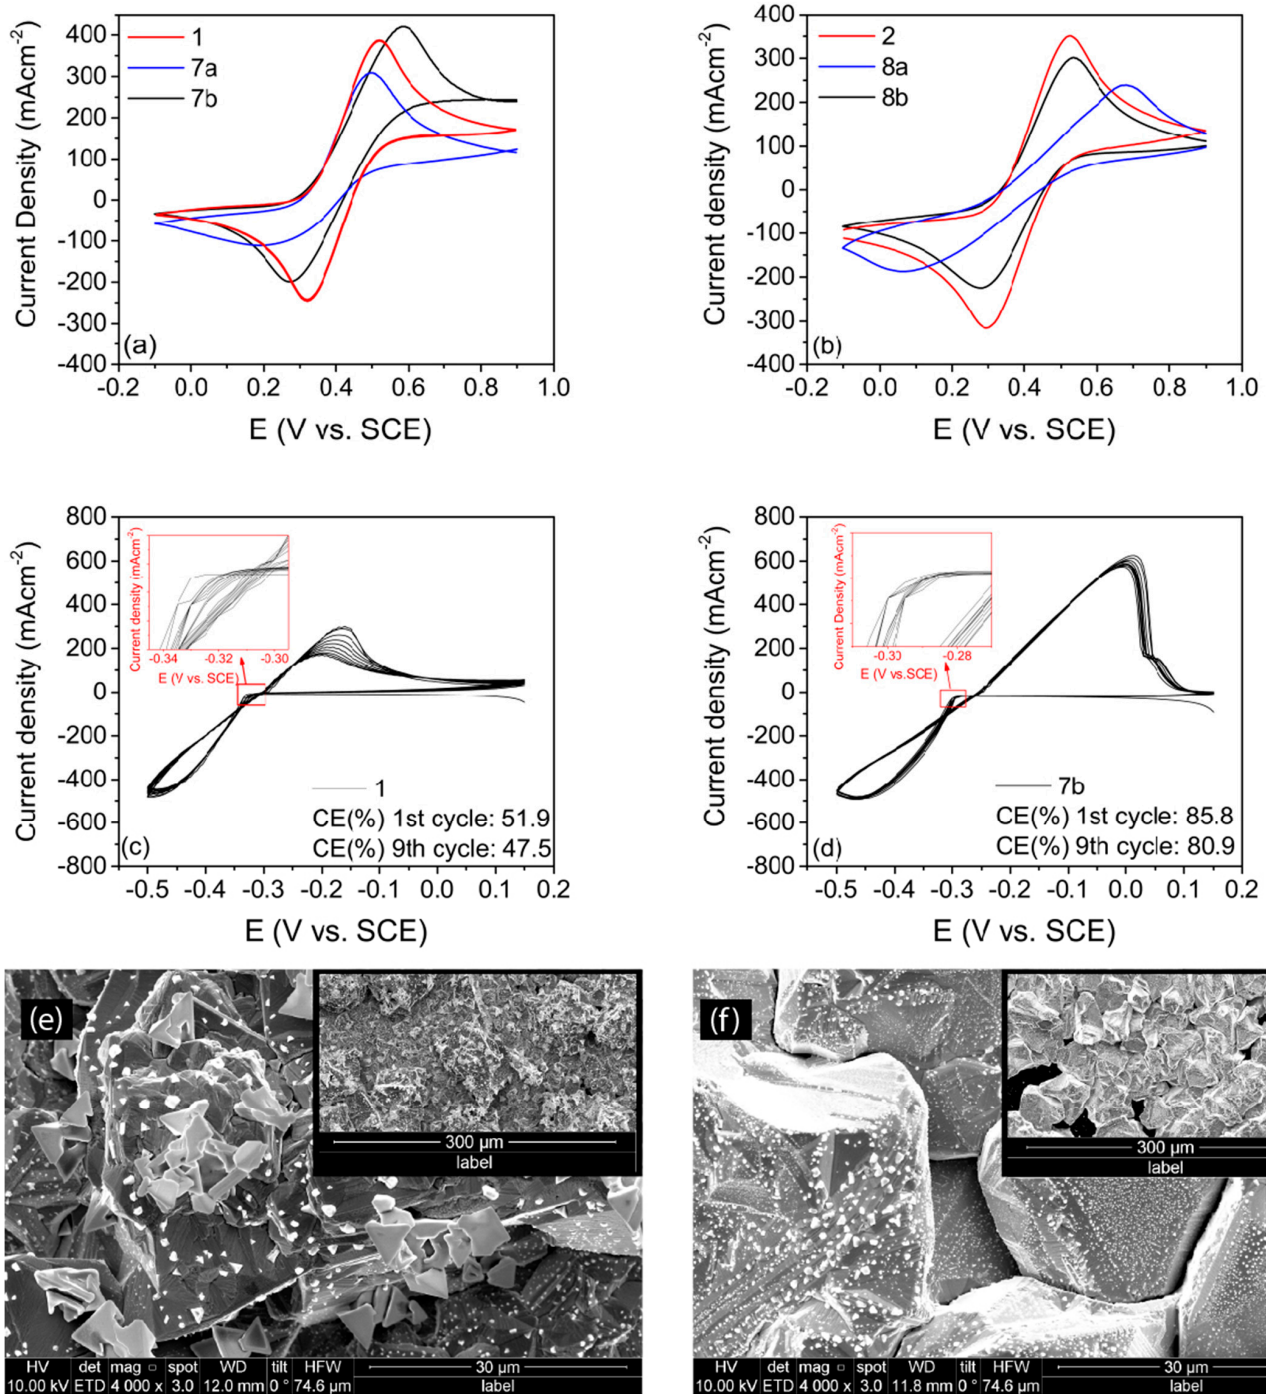 400
300
200
100
0
-100
-200
-300
-400
Current Density (mAcm-2)
1
7a
7b
(a)
-0.2 0.0 0.2 0.4 0.6 0.8 1.0
E (V vs. SCE)
400
300
200
100
0
-100
-200
-300
-400
Current density (mAcm-2)
2
8a
8b
(b)
-0.2 0.0 0.2 0.4 0.6 0.8 1.0
E (V vs. SCE)
800
600
400
200
0
-200
-400
-600
-800
Current density (mAcm-2)
Current density (mAcm-2)
-0.34 -0.32 -0.30
E (V vs. SCE)
1
CE(%) 1st cycle: 51.9
CE(%) 9th cycle: 47.5
(c)
-0.5 -0.4 -0.3 -0.2 -0.1 0.0 0.1 0.2
E (V vs. SCE)
800
600
400
200
0
-200
-400
-600
-800
Current density (mAcm-2)
Current Density (mAcm-2)
-0.30 -0.28
E (V vs.SCE)
7b
CE(%) 1st cycle: 85.8
CE(%) 9th cycle: 80.9
(d)
-0.5 -0.4 -0.3 -0.2 -0.1 0.0 0.1 0.2
E (V vs. SCE)
(e)
300 µm
label
HV det mag □ spot WD tilt HFW 30 µm
10.00 kV ETD 4 000 x 3.0 12.0 mm 0 ° 74.6 µm label
(f)
300 µm
label
HV det mag □ spot WD tilt HFW 30 µm
10.00 kV ETD 4 000 x 3.0 11.8 mm 0 ° 74.6 µm label